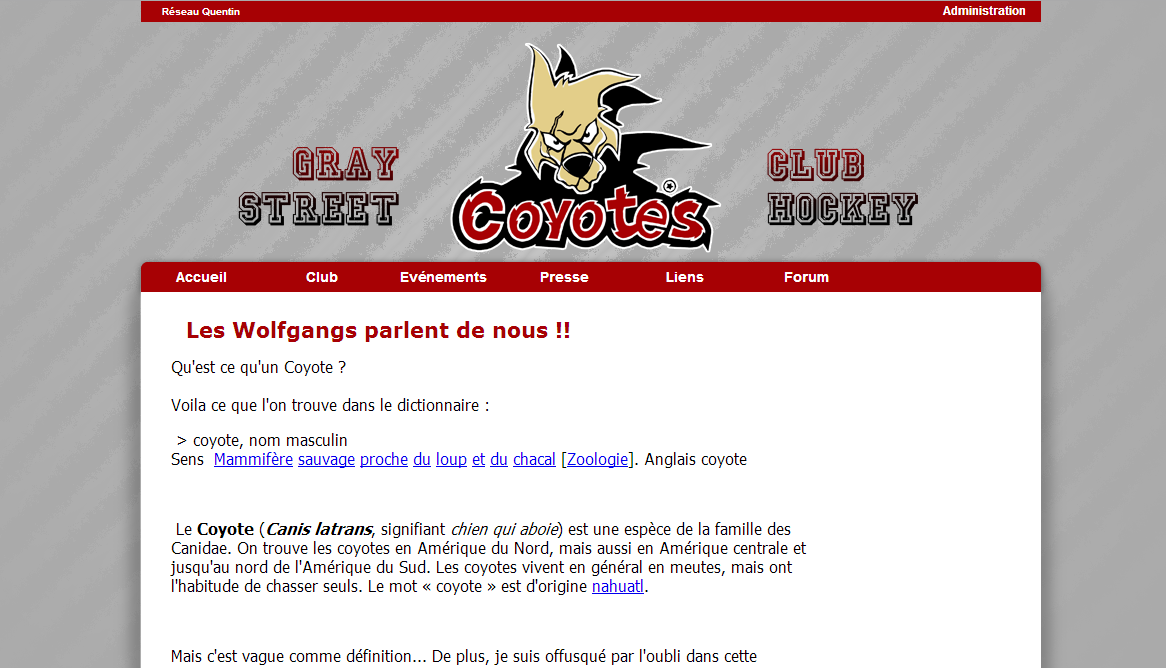 Réseau Quentin
Administration
GRAY
STREET
Coyotes
CLUB
HOCKEY
Accueil Club Evénements Presse Liens Forum
Les Wolfgangs parlent de nous !!
Qu'est ce qu'un Coyote ?
Voila ce que l'on trouve dans le dictionnaire :
> coyote, nom masculin
Sens Mammifère sauvage proche du loup et du chacal [Zoologie]. Anglais coyote
Le Coyote (Canis latrans, signifiant chien qui aboie) est une espèce de la famille des
Canidae. On trouve les coyotes en Amérique du Nord, mais aussi en Amérique centrale et
jusqu'au nord de l'Amérique du Sud. Les coyotes vivent en général en meutes, mais ont
l'habitude de chasser seuls. Le mot « coyote » est d'origine nahuatl.
Mais c'est vague comme définition... De plus, je suis offusqué par l'oubli dans cette